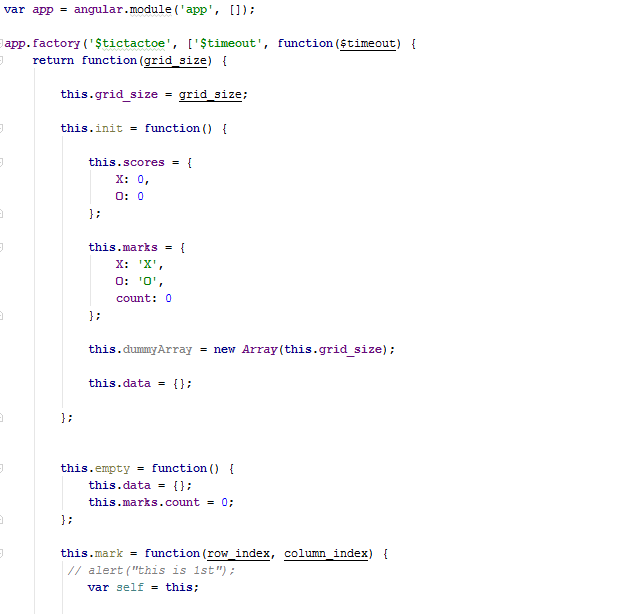 var app = angular.module('app', []);
app.factory('$tictactoe', ['$timeout', function($timeout) {
return function(grid_size) {
this.grid_size = grid_size;
this.init = function() {
this.scores = {
X: 0,
O: 0
};
this.marks = {
X: 'X',
O: 'O',
count: 0
};
this.dummyArray = new Array(this.grid_size);
this.data = {};
};
this.empty = function() {
this.data = {};
this.marks.count = 0;
};
this.mark = function(row_index, column_index) {
// alert("this is 1st");
var self = this;